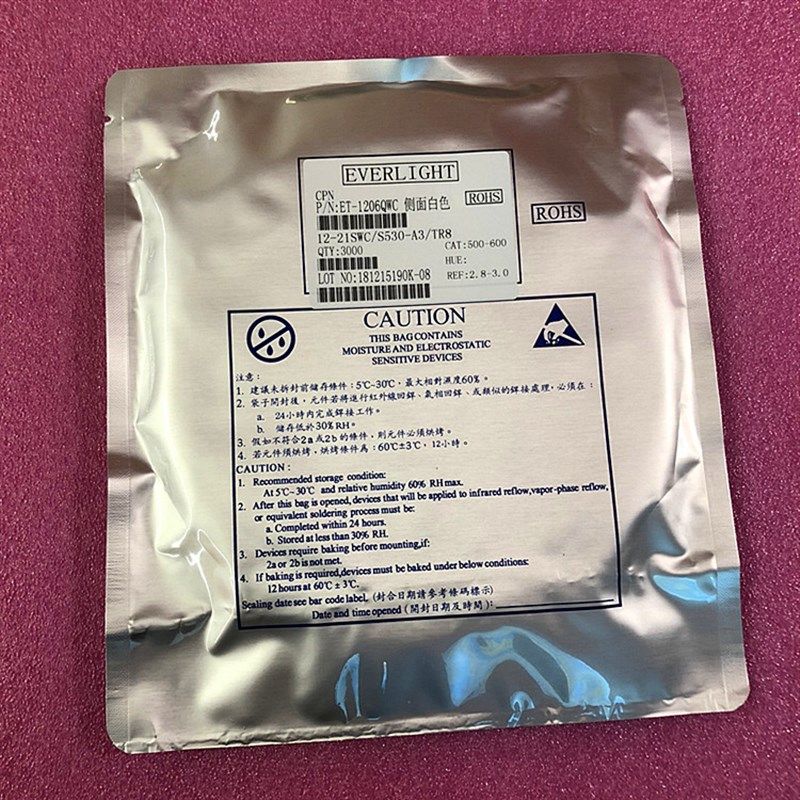 EVERLIGHT
CPN
P/N:ET-1206QWC 侧面白色
ROHS
ROHS
12-21SWC/S530-A3/TR8
QTY:3000
CAT:500-600
HUE:
LOT NO:181215190K-08
REF:2.8-3.0
CAUTION
THIS BAG CONTAINS
MOISTURE AND ELECTROSTATIC
SENSITIVE DEVICES
注意：
1. 建議未拆封前儲存條件：5℃~30℃，最大相對濕度60%。
2. 袋子開封後，元件若將進行紅外線回銲、氣相回銲、或類似的銲接處理，必須在：
a. 24小時內完成銲接工作。
b. 儲存低於30%RH。
3. 假如不符合2a或2b的條件，則元件必須烘烤。
4. 若元件須烘烤，烘烤條件為：60℃±3℃，12小時。
CAUTION:
1. Recommended storage condition:
At 5℃~30℃ and relative humidity 60% RH max.
2. After this bag is opened, devices that will be applied to infrared reflow,vapor-phase reflow,
or equivalent soldering process must be:
a. Completed within 24 hours.
b. Stored at less than 30% RH.
3. Devices require baking before mounting,if:
2a or 2b is not met.
4. If baking is required,devices must be baked under below conditions:
12 hours at 60℃ ± 3℃.
Sealing date see bar code label. (封合日期請參考條碼標示)
Date and time opened (開封日期及時間):